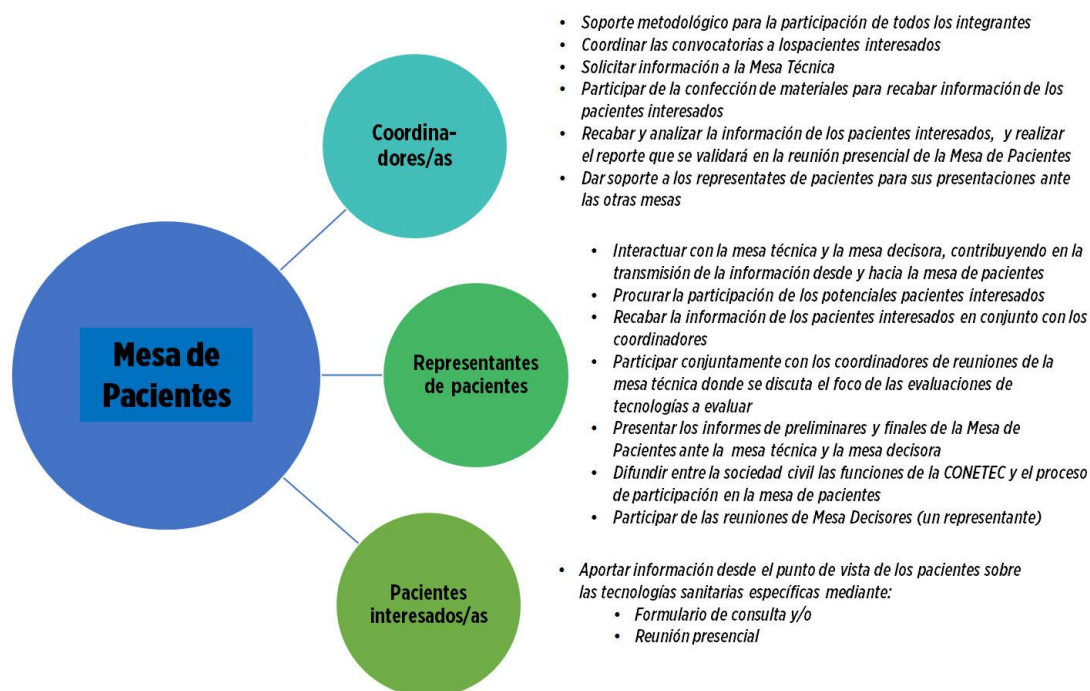 • Soporte metodológico para la participación de todos los integrantes
• Coordinar las convocatorias a lospacientes interesados
• Solicitar información a la Mesa Técnica
• Participar de la confección de materiales para recabar información de los
pacientes interesados
• Recabar y analizar la información de los pacientes interesados, y realizar
el reporte que se validará en la reunión presencial de la Mesa de Pacientes
• Dar soporte a los representates de pacientes para sus presentaciones ante
las otras mesas
Coordina-
dores/as
• Interactuar con la mesa técnica y la mesa decisora, contribuyendo en la
transmisión de la información desde y hacia la mesa de pacientes
• Procurar la participación de los potenciales pacientes interesados
• Recabar la información de los pacientes interesados en conjunto con los
coordinadores
• Participar conjuntamente con los coordinadores de reuniones de la
mesa técnica donde se discuta el foco de las evaluaciones de
tecnologías a evaluar
• Presentar los informes de preliminares y finales de la Mesa de
Pacientes ante la mesa técnica y la mesa decisora
• Difundir entre la sociedad civil las funciones de la CONETEC y el proceso
de participación en la mesa de pacientes
• Participar de las reuniones de Mesa Decisores (un representante)
Mesa de
Pacientes
Representantes
de pacientes
• Aportar información desde el punto de vista de los pacientes sobre
las tecnologías sanitarias específicas mediante:
• Formulario de consulta y/o
• Reunión presencial
Pacientes
interesados/as